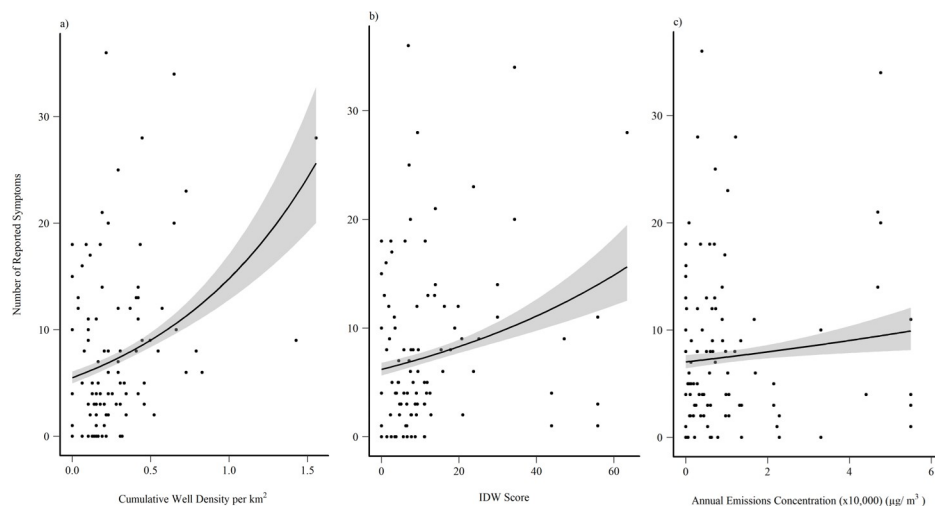 a)
b)
c)
Number of Reported Symptoms
30
20
10
0
0.0 0.5 1.0 1.5
Cumulative Well Density per km²
30
20
10
0
0 20 40 60
IDW Score
30
20
10
0
0 2 4 6
Annual Emissions Concentration (x10,000) (μg/ m³)